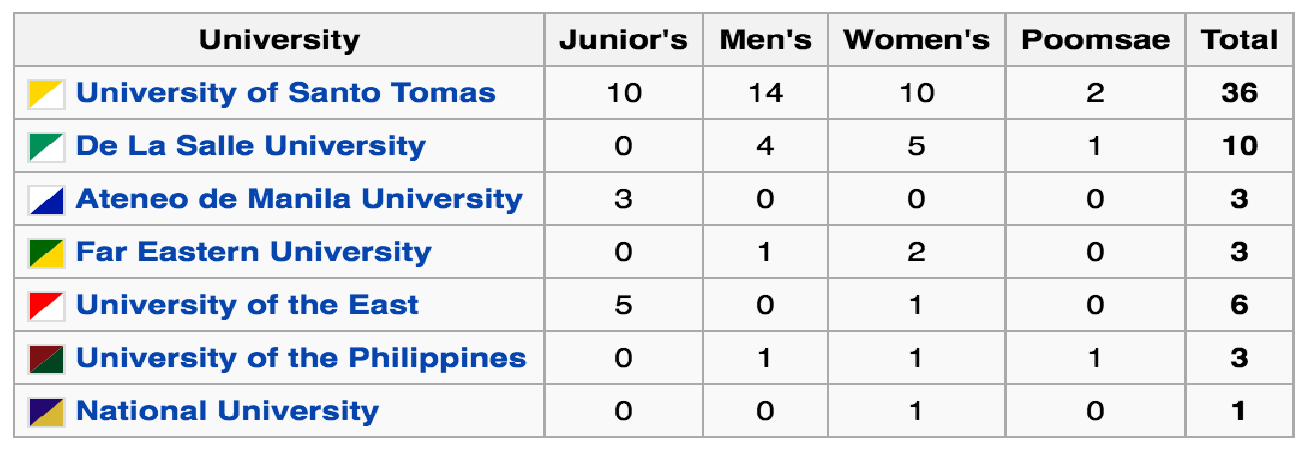 University Junior's Men's Women's Poomsae Total
University of Santo Tomas 10 14 10 2 36
De La Salle University 0 4 5 1 10
Ateneo de Manila University 3 0 0 0 3
Far Eastern University 0 1 2 0 3
University of the East 5 0 1 0 6
University of the Philippines 0 1 1 1 3
National University 0 0 1 0 1